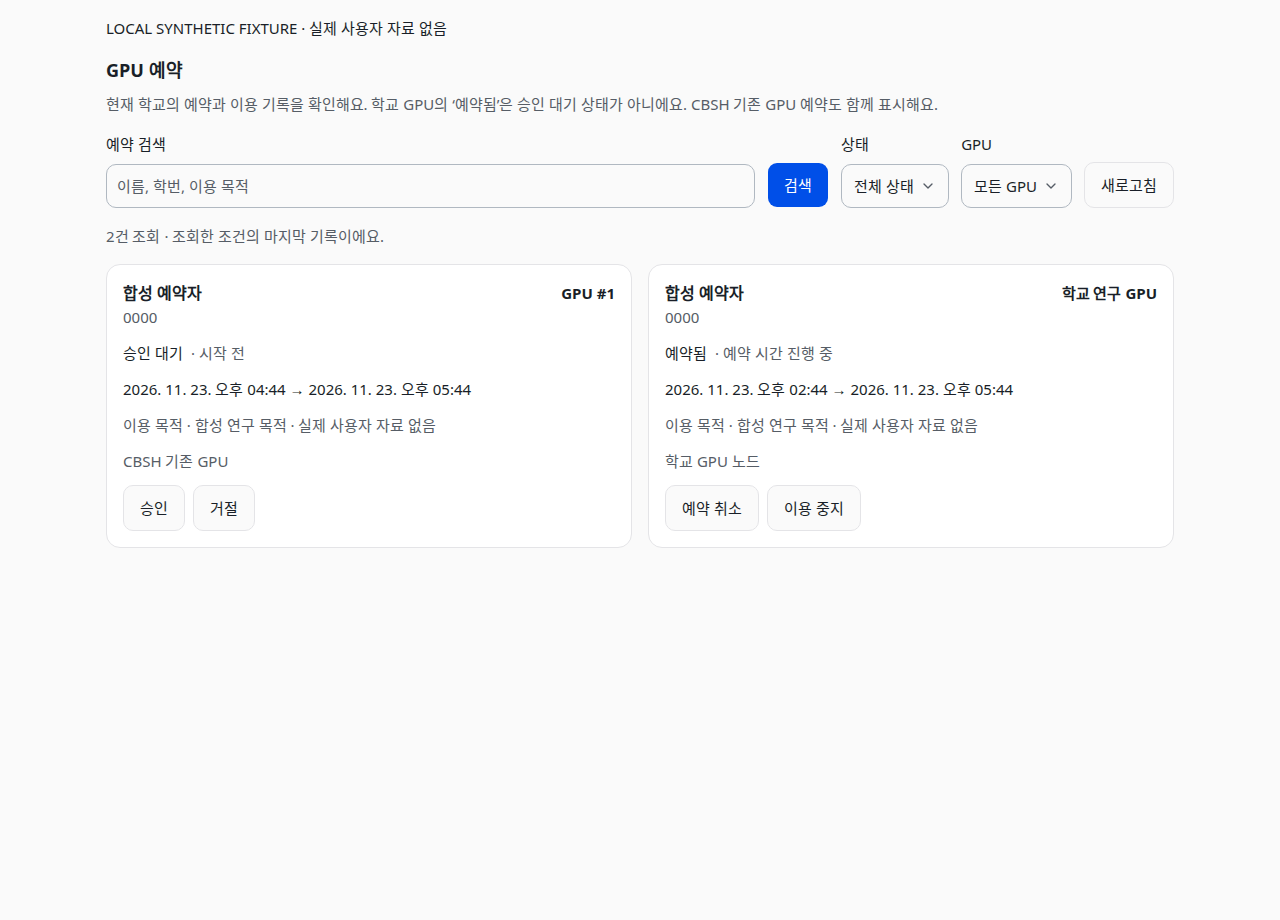 LOCAL SYNTHETIC FIXTURE · 실제 사용자 자료 없음
GPU 예약
현재 학교의 예약과 이용 기록을 확인해요. 학교 GPU의 ‘예약됨’은 승인 대기 상태가 아니에요. CBSH 기존 GPU 예약도 함께 표시해요.
예약 검색
상태
GPU
이름, 학번, 이용 목적
검색
전체 상태
모든 GPU
새로고침
2건 조회 · 조회한 조건의 마지막 기록이에요.
합성 예약자
GPU #1
0000
승인 대기 · 시작 전
2026. 11. 23. 오후 04:44 → 2026. 11. 23. 오후 05:44
이용 목적 · 합성 연구 목적 · 실제 사용자 자료 없음
CBSH 기존 GPU
승인
거절
합성 예약자
학교 연구 GPU
0000
예약됨 · 예약 시간 진행 중
2026. 11. 23. 오후 02:44 → 2026. 11. 23. 오후 05:44
이용 목적 · 합성 연구 목적 · 실제 사용자 자료 없음
학교 GPU 노드
예약 취소
이용 중지